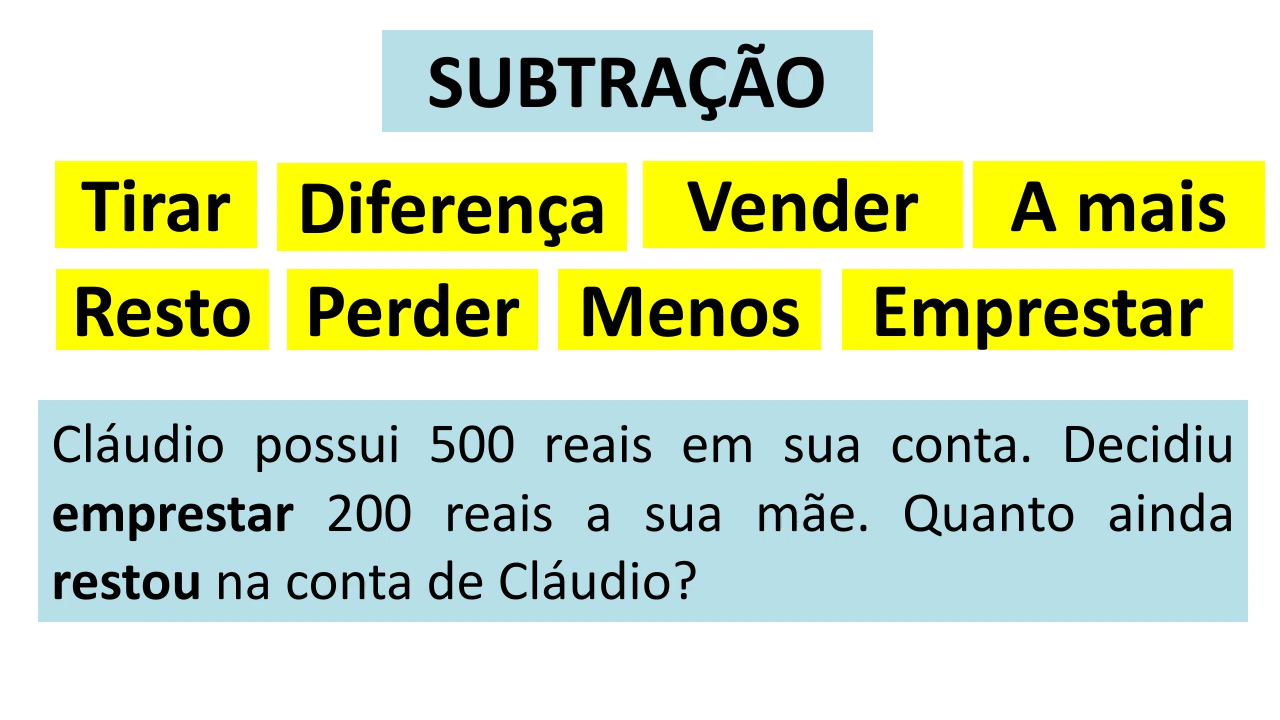 SUBTRAÇÃO
Tirar Diferença Vender A mais
Resto Perder Menos Emprestar
Cláudio possui 500 reais em sua conta. Decidiu
emprestar 200 reais a sua mãe. Quanto ainda
restou na conta de Cláudio?